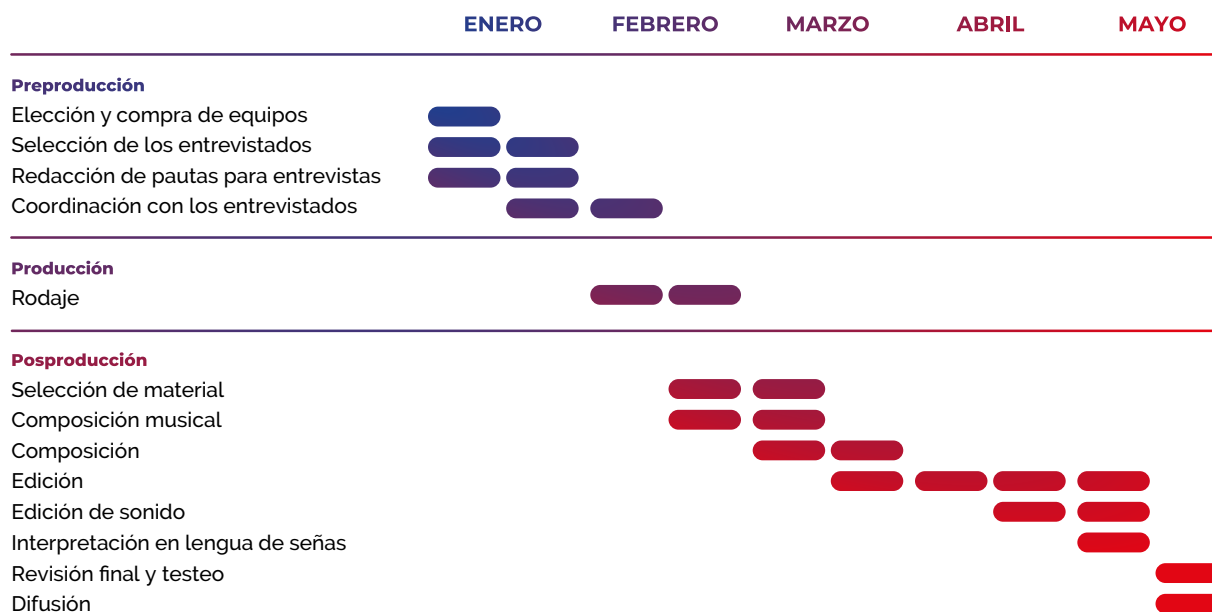 ENERO FEBRERO MARZO ABRIL MAYO
Preproducción
Elección y compra de equipos
Selección de los entrevistados
Redacción de pautas para entrevistas
Coordinación con los entrevistados
Producción
Rodaje
Posproducción
Selección de material
Composición musical
Composición
Edición
Edición de sonido
Interpretación en lengua de señas
Revisión final y testeo
Difusión